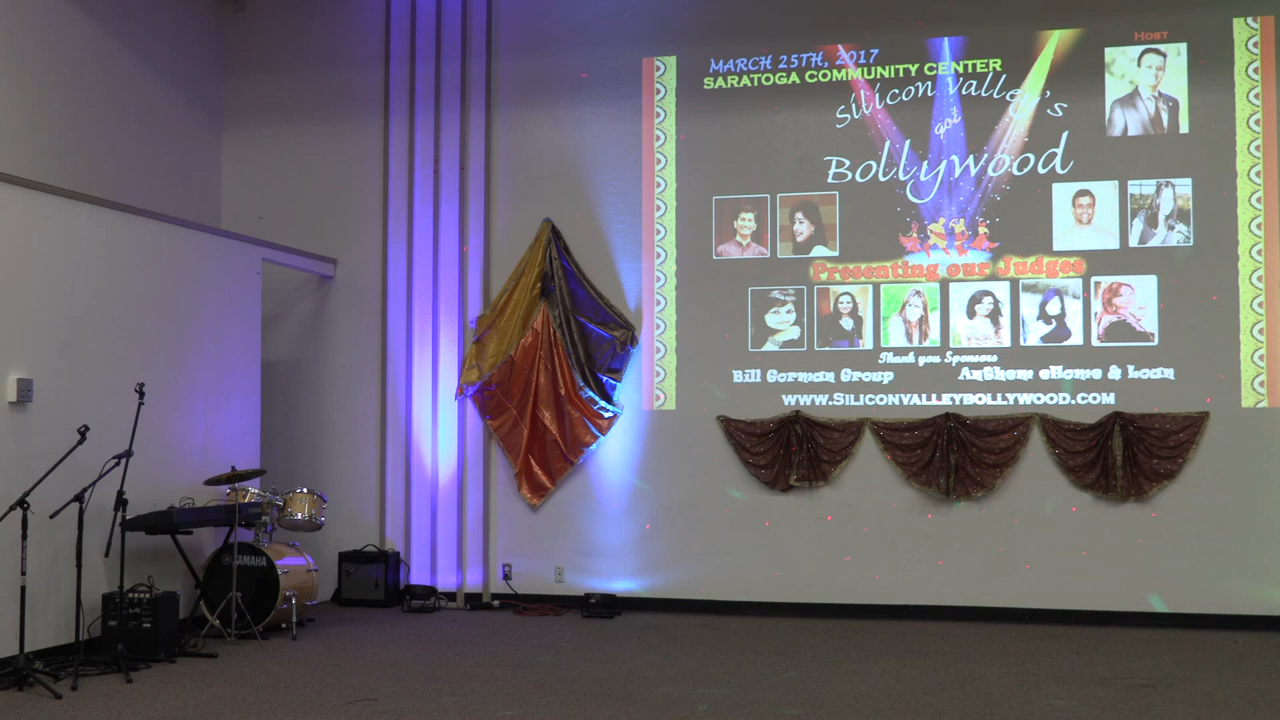 HOST
MARCH 25TH, 2017
SARATOGA COMMUNITY CENTER
Silicon Valley's
got
Bollywood
Presenting our Judges
Thank you Sponsors
Bill Gorman Group
Anthem eHome & Loan
WWW.SILICONVALLEYBOLLYWOOD.COM
YAMAHA